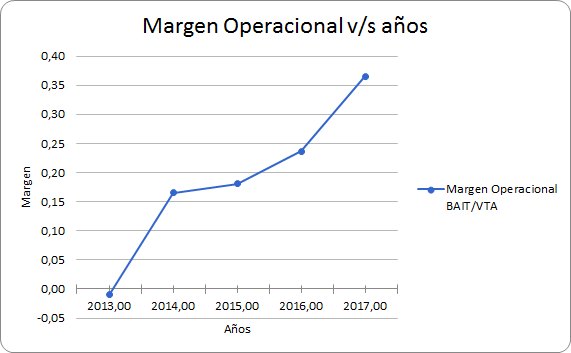 Margen Operacional v/s años
0,40
0,35
0,30
0,25
0,20
0,15
0,10
0,05
0,00
-0,05
Margen
2013,00 2014,00 2015,00 2016,00 2017,00
Años
Margen Operacional
BAIT/VTA